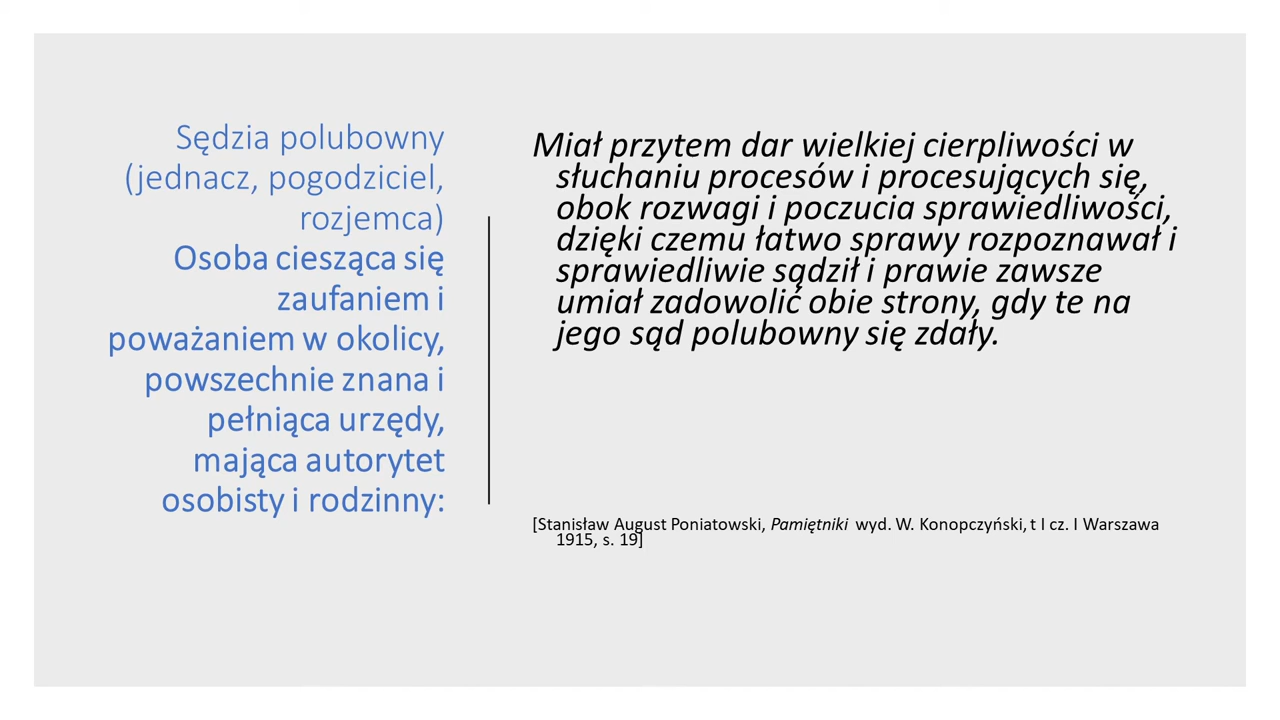 Sędzia polubowny
(jednacz, pogodziciel,
rozjemca)
Osoba ciesząca się
zaufaniem i
poważaniem w okolicy,
powszechnie znana i
pełniąca urzędy,
mająca autorytet
osobisty i rodzinny:
Miał przytem dar wielkiej cierpliwości w
słuchaniu procesów i procesujących się,
obok rozwagi i poczucia sprawiedliwości,
dzięki czemu łatwo sprawy rozpoznawał i
sprawiedliwie sądził i prawie zawsze
umiał zadowolić obie strony, gdy te na
jego sąd polubowny się zdały.
[Stanisław August Poniatowski, Pamiętniki wyd. W. Konopczyński, t I cz. I Warszawa
1915, s. 19]